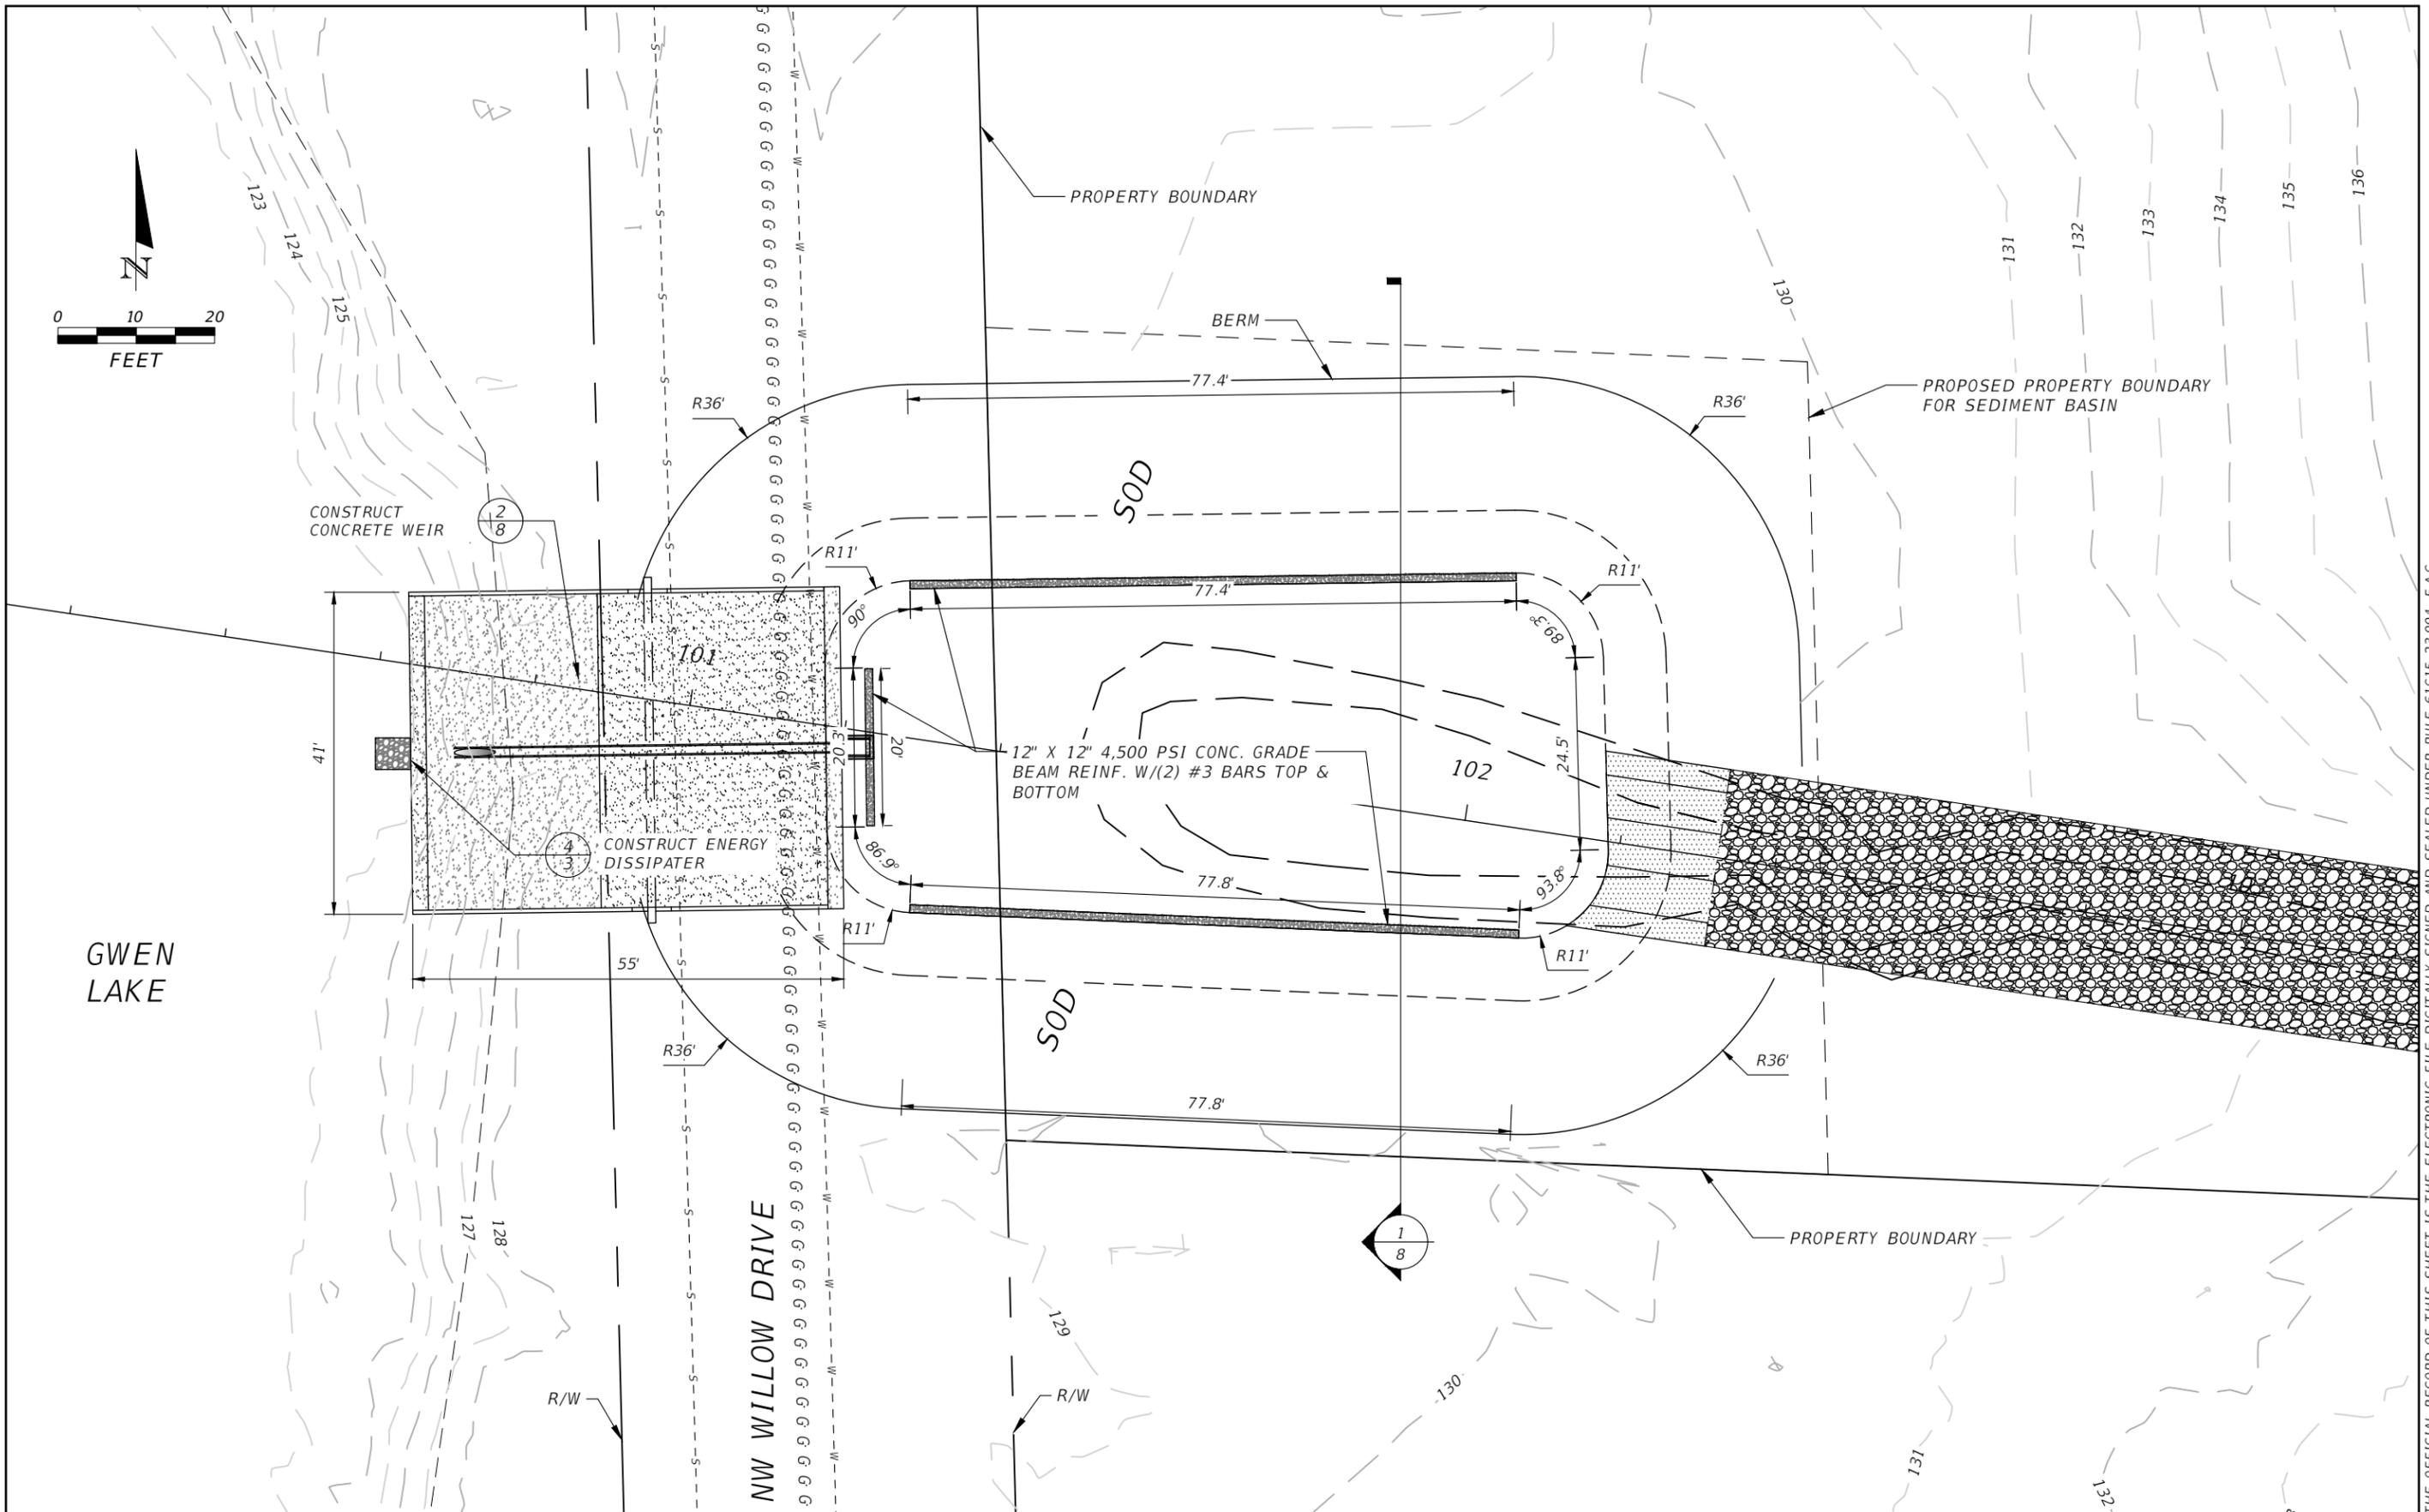 123
124
125
N
0 10 20
FEET
PROPERTY BOUNDARY
131
132
133
134
135
136
130
BERM
77.4'
R36'
R36'
PROPOSED PROPERTY BOUNDARY
FOR SEDIMENT BASIN
SOD
CONSTRUCT
CONCRETE WEIR
2
8
R11'
R11'
77.4'
90°
89.3°
101
41'
20.3'
20'
24.5'
12" X 12" 4,500 PSI CONC. GRADE
BEAM REINF. W/(2) #3 BARS TOP &
BOTTOM
102
4
3
CONSTRUCT ENERGY
DISSIPATER
86.9°
77.8'
93.8°
103
R11'
R11'
GWEN
LAKE
55'
SOD
R36'
R36'
77.8'
127
128
NW WILLOW DRIVE
1
8
PROPERTY BOUNDARY
129
130
R/W
R/W
131
132